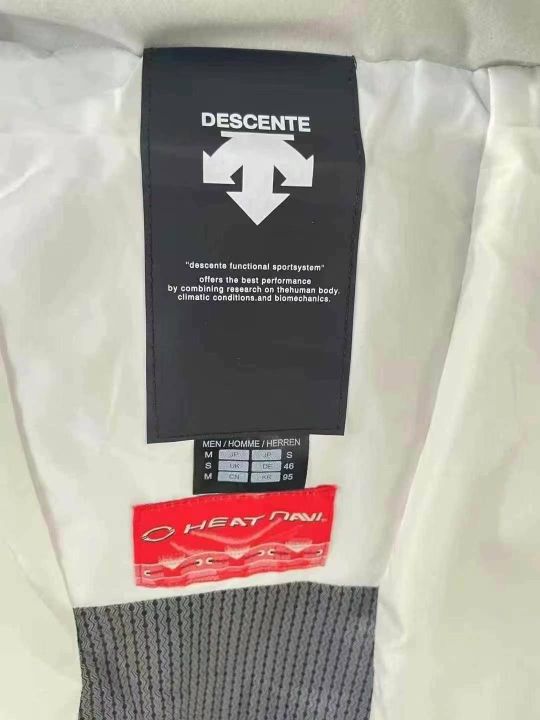 DESCENTE
"descente functional sportsystem"
offers the best performance
by combining research on thehuman body.
climatic conditions.and biomechanics.
MEN / HOMME / HERREN
M JP JP S
S UK DE 46
M CN KR 95
HEAT NAVI